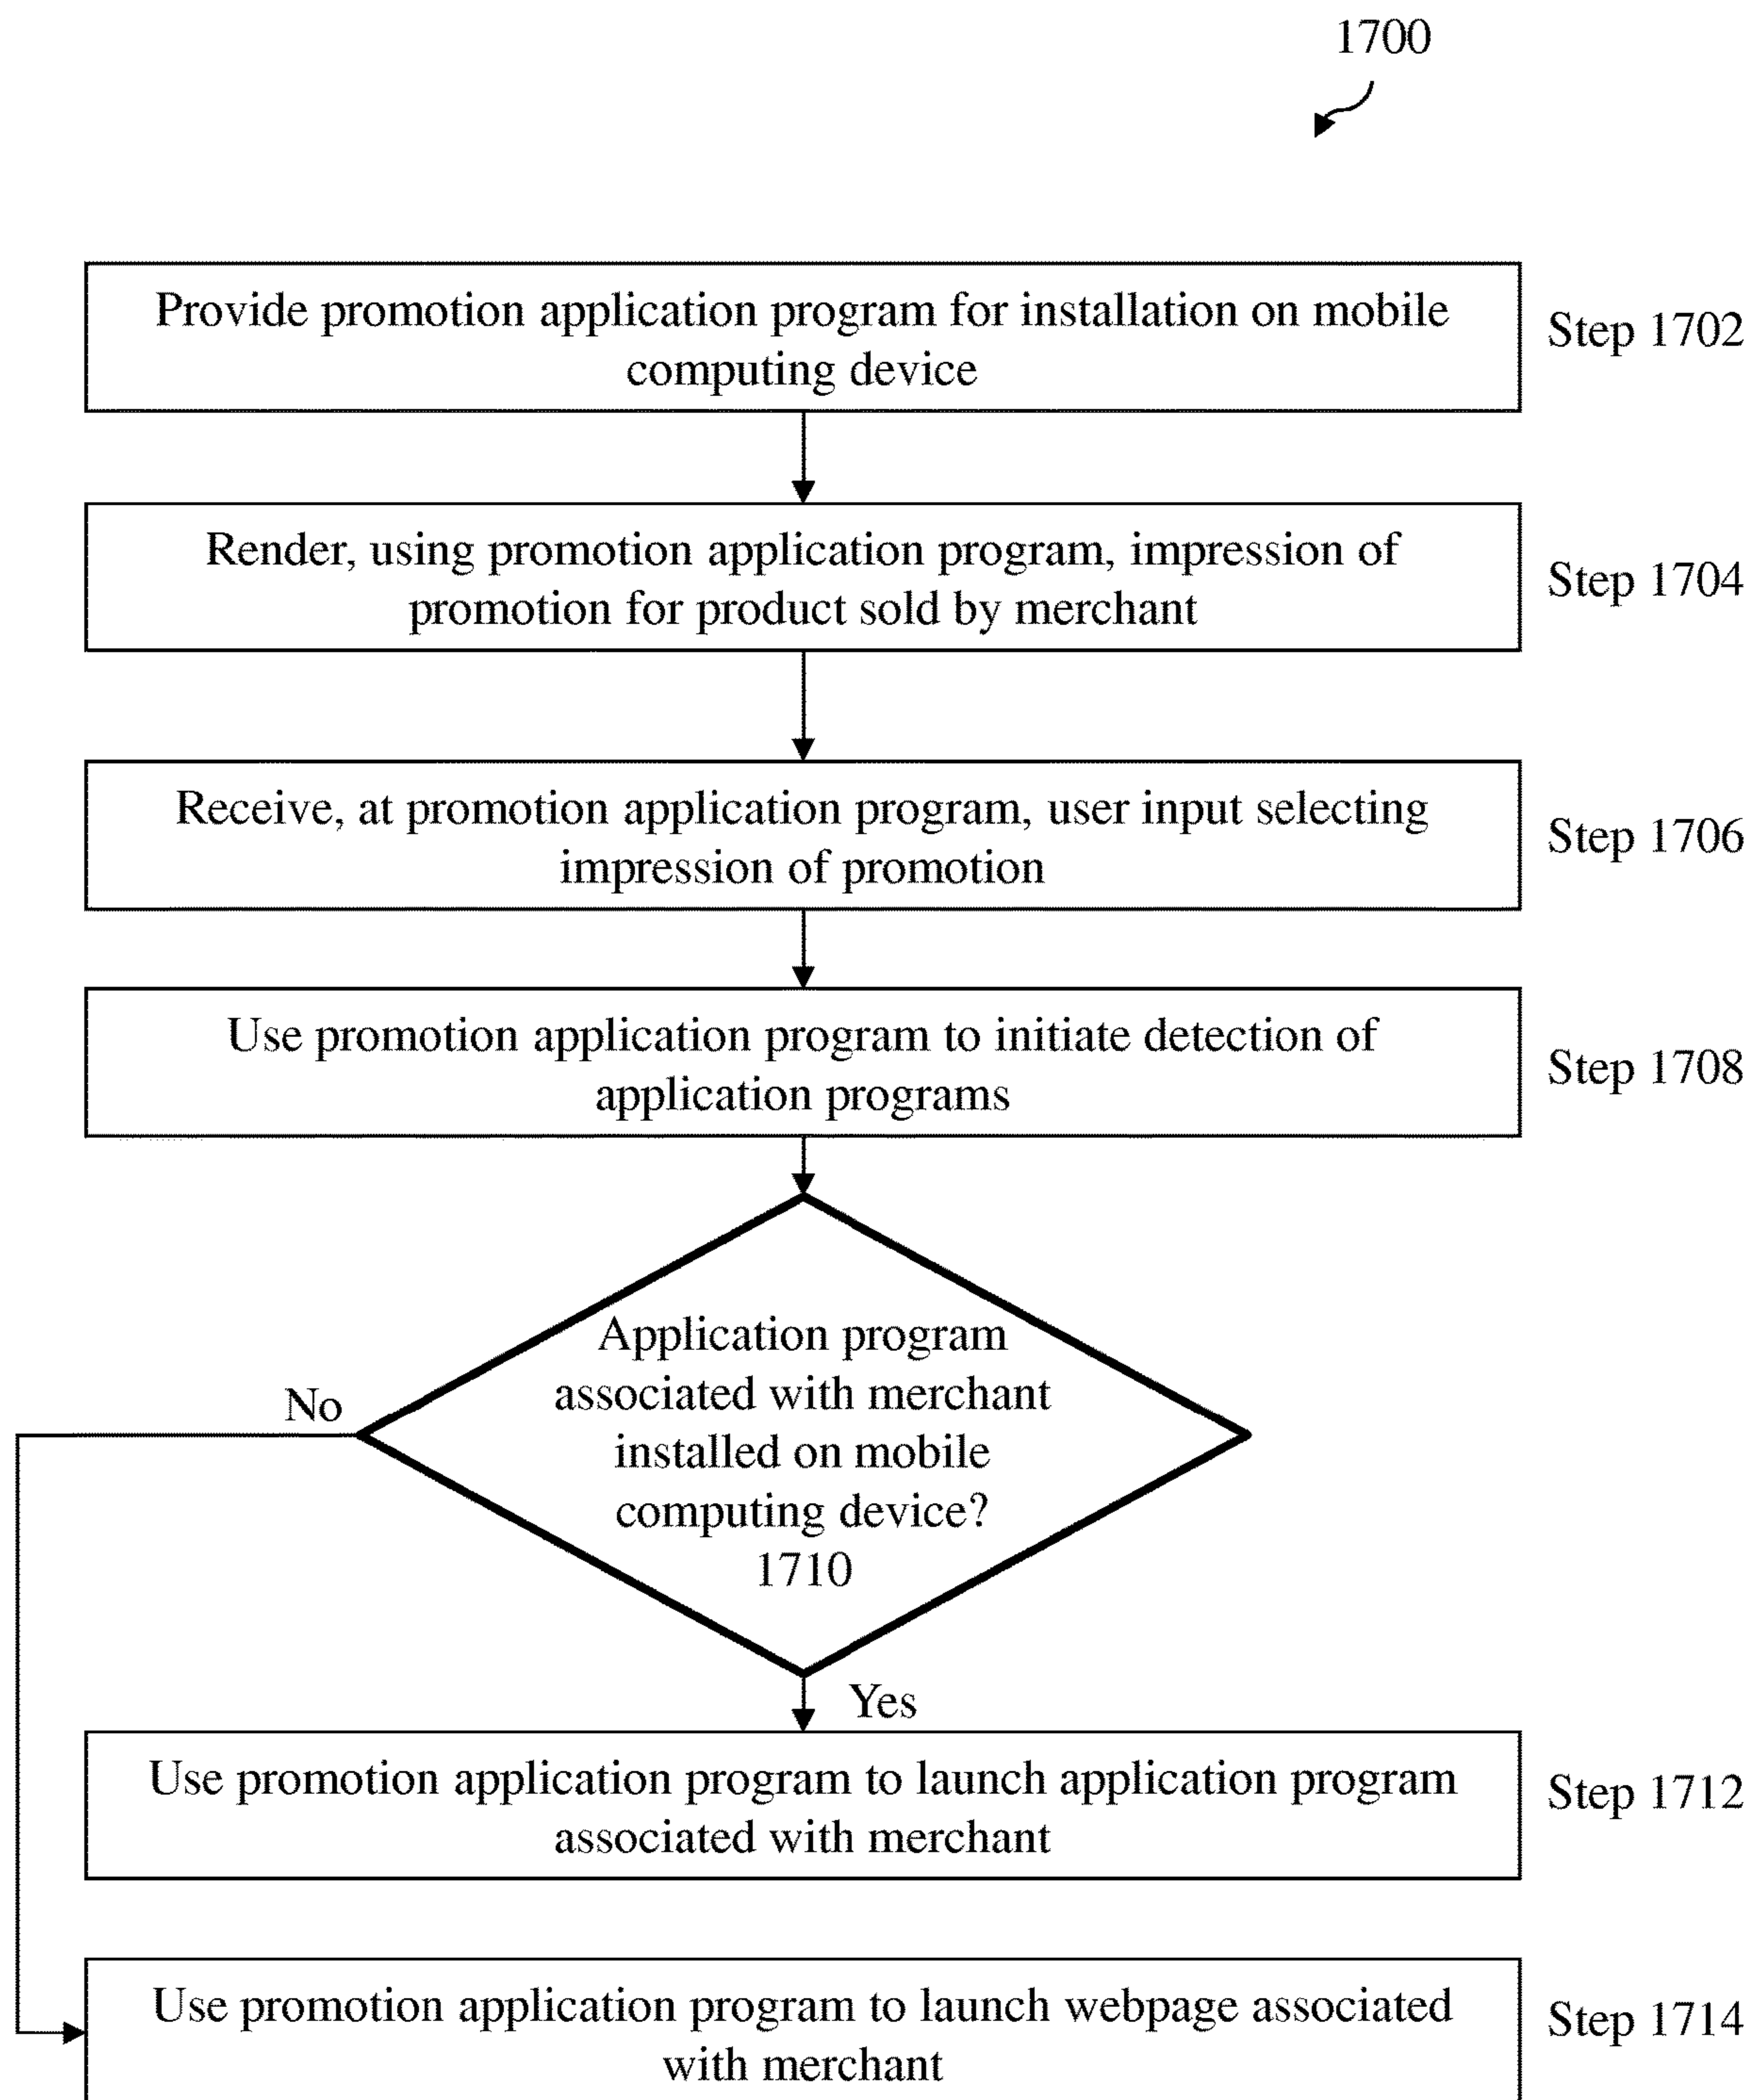 1700
Provide promotion application program for installation on mobile
computing device
Step 1702
Render, using promotion application program, impression of
promotion for product sold by merchant
Step 1704
Receive, at promotion application program, user input selecting
impression of promotion
Step 1706
Use promotion application program to initiate detection of
application programs
Step 1708
Application program
associated with merchant
installed on mobile
computing device?
1710
No
Yes
Use promotion application program to launch application program
associated with merchant
Step 1712
Use promotion application program to launch webpage associated
with merchant
Step 1714